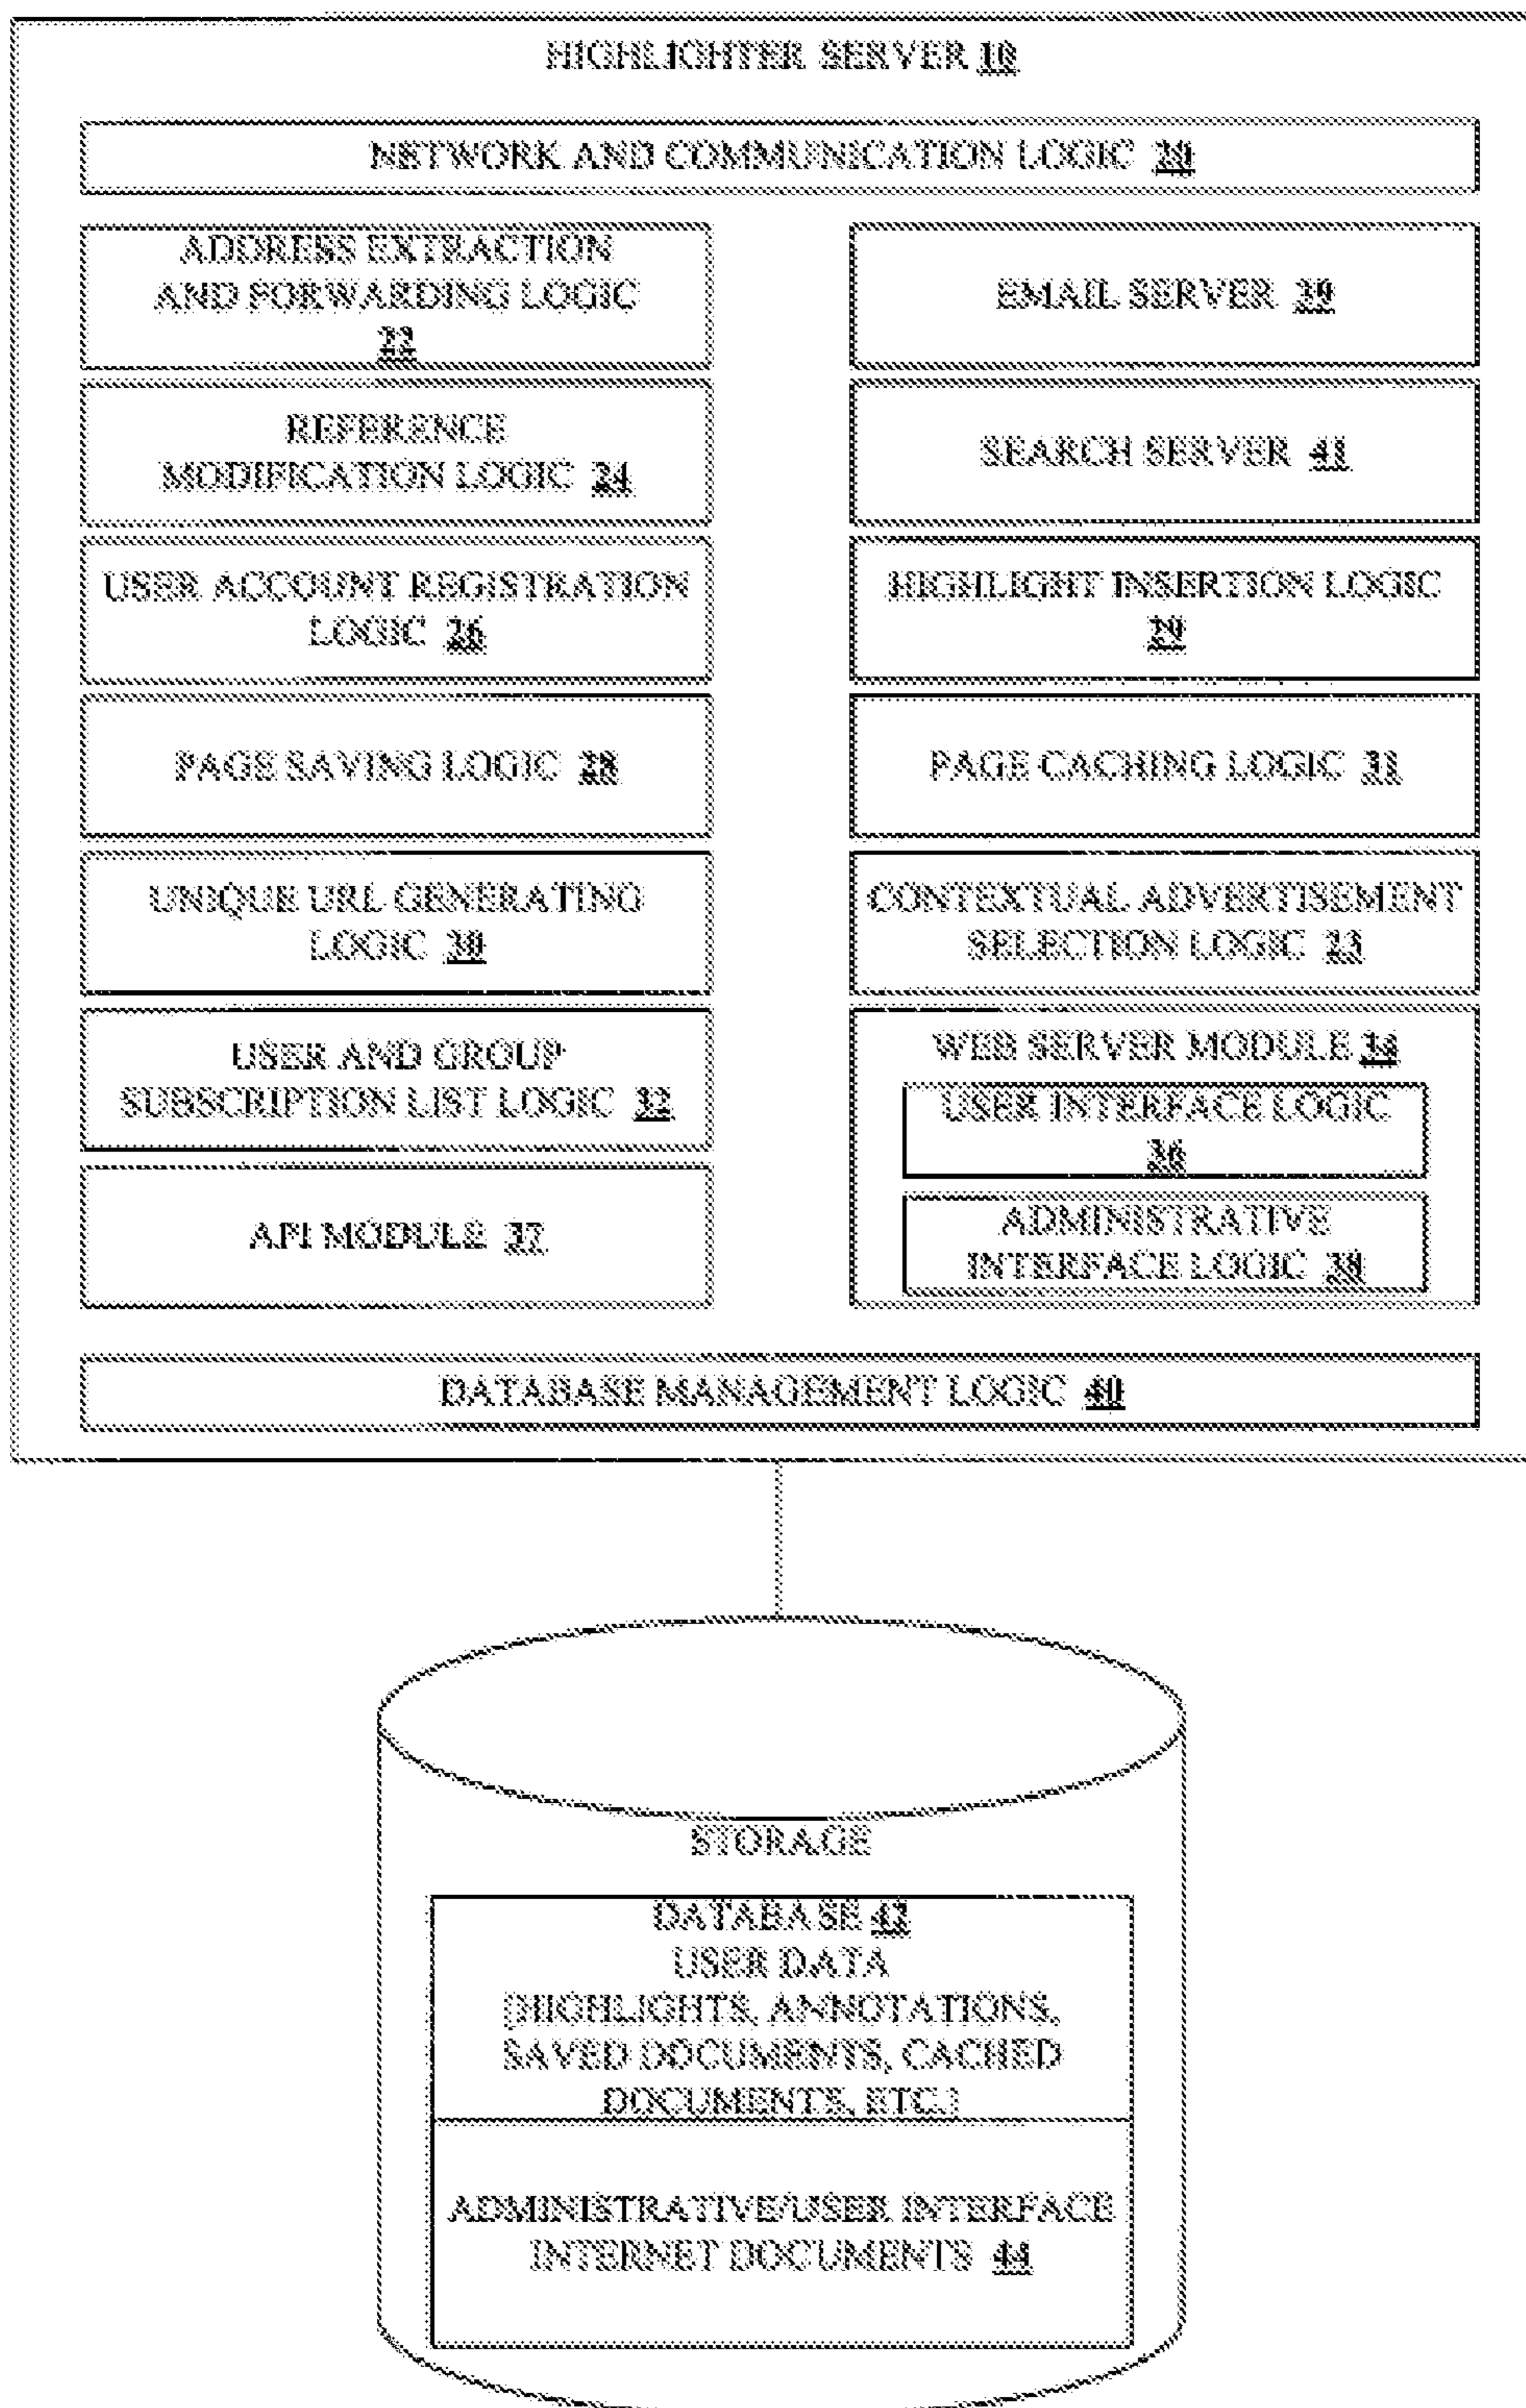 HIGHLIGHTER SERVER 10
NETWORK AND COMMUNICATION LOGIC 20
ADDRESS EXTRACTION
AND FORWARDING LOGIC
22
REFERENCE
MODIFICATION LOGIC 24
USER ACCOUNT REGISTRATION
LOGIC 26
PAGE SAVING LOGIC 28
UNIQUE URL GENERATING
LOGIC 30
USER AND GROUP
SUBSCRIPTION LIST LOGIC 32
API MODULE 37
EMAIL SERVER 39
SEARCH SERVER 41
HIGHLIGHT INSERTION LOGIC
29
PAGE CACHING LOGIC 31
CONTEXTUAL ADVERTISEMENT
SELECTION LOGIC 23
WEB SERVER MODULE 34
USER INTERFACE LOGIC
36
ADMINISTRATIVE
INTERFACE LOGIC 38
DATABASE MANAGEMENT LOGIC 40
STORAGE
DATABASE 42
USER DATA
[HIGHLIGHTS, ANNOTATIONS,
SAVED DOCUMENTS, CACHED
DOCUMENTS, ETC.]
ADMINISTRATIVE/USER INTERFACE
INTERNET DOCUMENTS 44